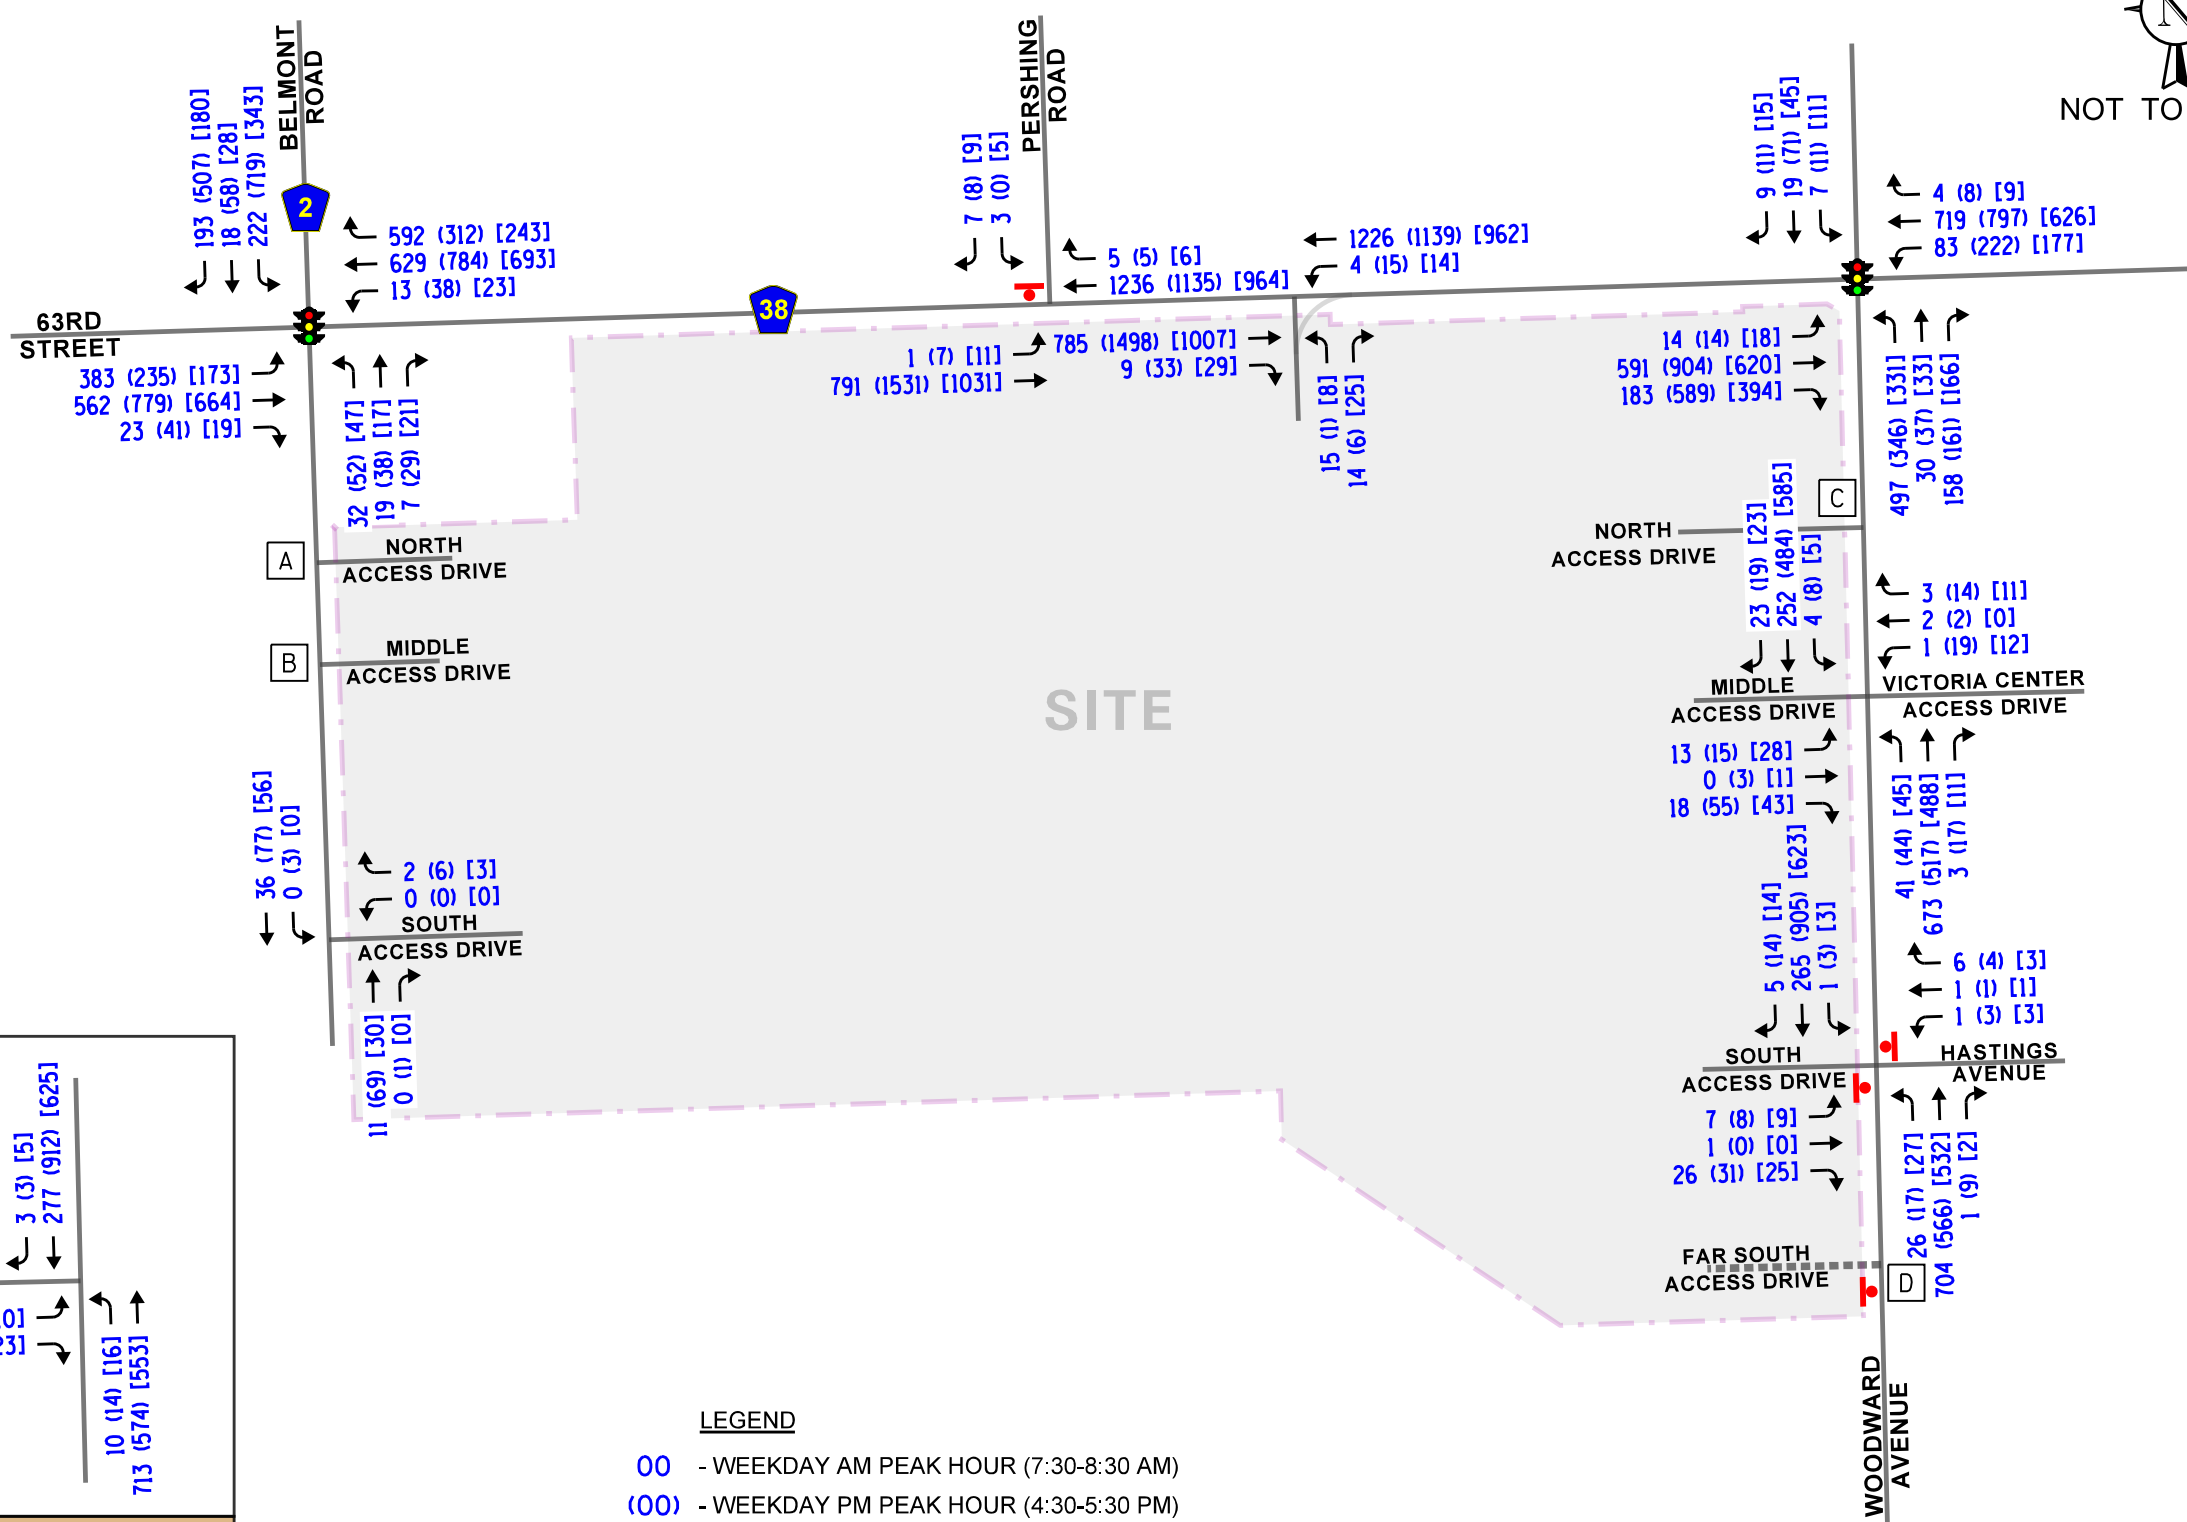 BELMONT
ROAD
2
193 (507) [180]
18 (58) [28]
222 (719) [343]
592 (312) [243]
629 (784) [693]
13 (38) [23]
63RD
STREET
383 (235) [173]
562 (779) [664]
23 (41) [19]
32 (52) [47]
19 (38) [17]
7 (29) [21]
38
PERSHING
ROAD
7 (8) [9]
3 (0) [5]
5 (5) [6]
1236 (1135) [964]
1 (7) [11]
791 (1531) [1031]
1226 (1139) [962]
4 (15) [14]
785 (1498) [1007]
9 (33) [29]
15 (1) [8]
14 (6) [25]
9 (11) [15]
19 (71) [45]
7 (11) [11]
4 (8) [9]
719 (797) [626]
83 (222) [177]
14 (14) [18]
591 (904) [620]
183 (589) [394]
497 (346) [331]
30 (37) [33]
158 (161) [166]
N
NOT TO
A
NORTH
ACCESS DRIVE
B
MIDDLE
ACCESS DRIVE
SITE
C
NORTH
ACCESS DRIVE
23 (19) [23]
252 (484) [585]
4 (8) [5]
3 (14) [11]
2 (2) [0]
1 (19) [12]
MIDDLE
ACCESS DRIVE
VICTORIA CENTER
ACCESS DRIVE
13 (15) [28]
0 (3) [1]
18 (55) [43]
41 (44) [45]
673 (517) [488]
3 (17) [11]
36 (77) [56]
0 (3) [0]
2 (6) [3]
0 (0) [0]
SOUTH
ACCESS DRIVE
11 (69) [30]
0 (1) [0]
5 (14) [14]
265 (905) [623]
1 (3) [3]
6 (4) [3]
1 (1) [1]
1 (3) [3]
SOUTH
ACCESS DRIVE
HASTINGS
AVENUE
7 (8) [9]
1 (0) [0]
26 (31) [25]
26 (17) [27]
704 (566) [532]
1 (9) [2]
FAR SOUTH
ACCESS DRIVE
D
WOODWARD
AVENUE
3 (3) [5]
277 (912) [625]
0]
23]
10 (14) [16]
713 (574) [553]
LEGEND
00 - WEEKDAY AM PEAK HOUR (7:30-8:30 AM)
(00) - WEEKDAY PM PEAK HOUR (4:30-5:30 PM)